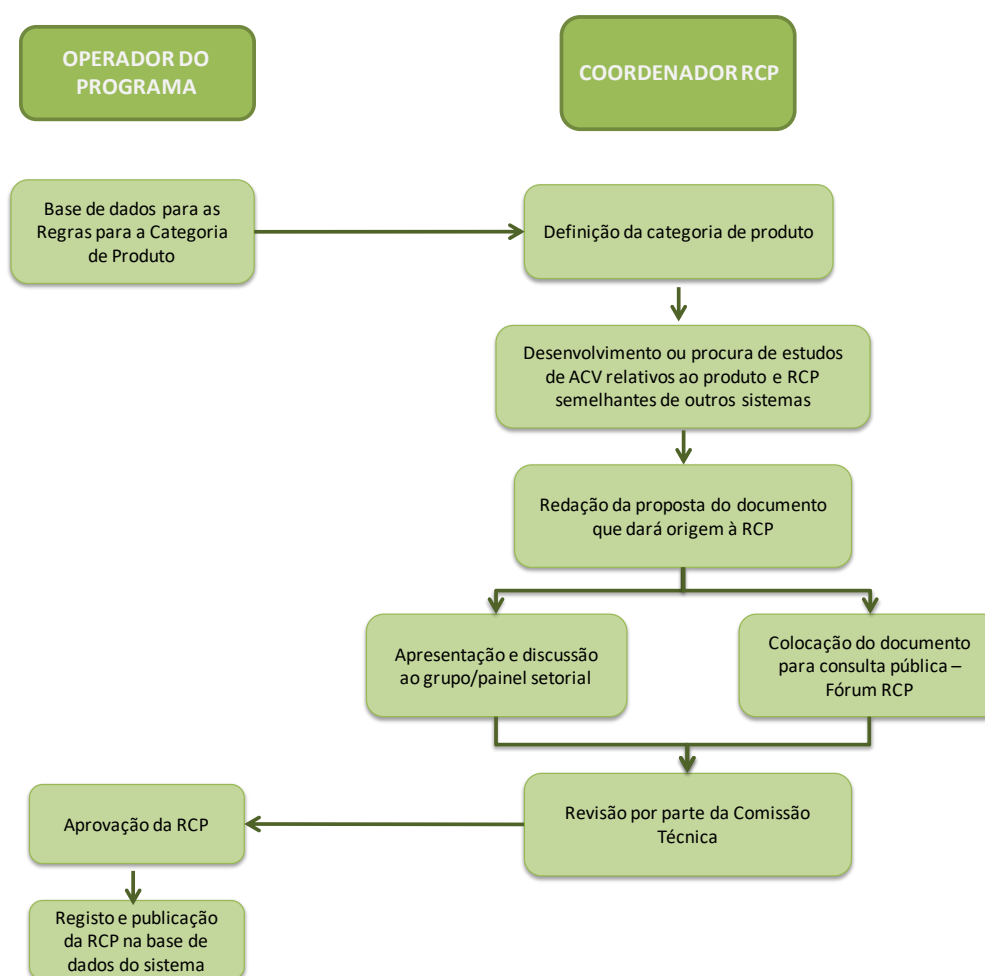 OPERADOR DO
PROGRAMA
COORDENADOR RCP
Base de dados para as
Regras para a Categoria
de Produto
Definição da categoria de produto
Desenvolvimento ou procura de estudos
de ACV relativos ao produto e RCP
semelhantes de outros sistemas
Redação da proposta do documento
que dará origem à RCP
Apresentação e discussão
ao grupo/painel setorial
Colocação do documento
para consulta pública –
Fórum RCP
Revisão por parte da Comissão
Técnica
Aprovação da RCP
Registo e publicação
da RCP na base de
dados do sistema